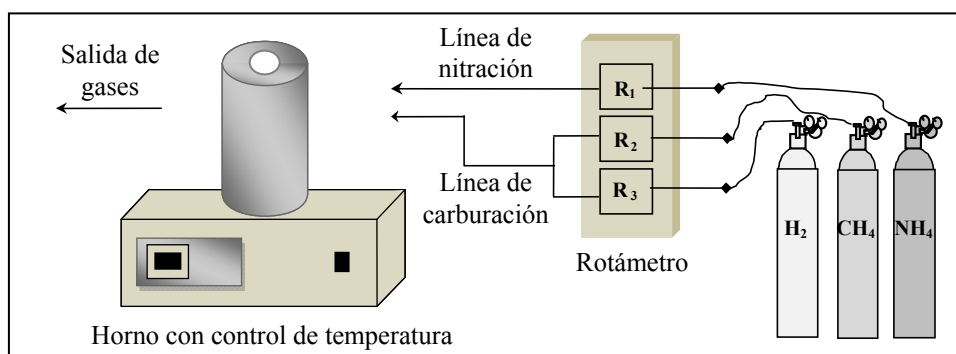 Salida de
gases
Línea de
nitración
R₁
R₂
R₃
Línea de
carburación
Rotámetro
H₂
CH₄
NH₄
Horno con control de temperatura